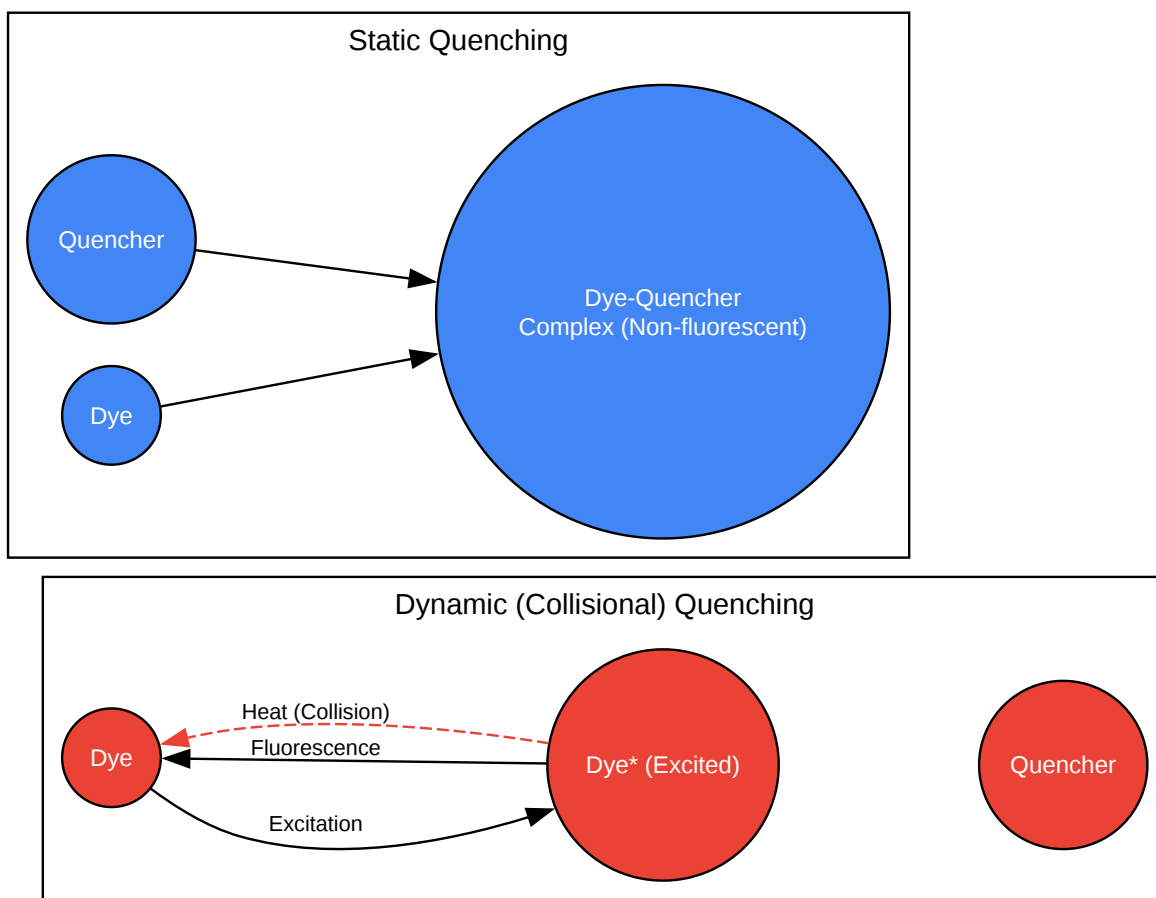 Static Quenching
Quencher
Dye-Quencher
Complex (Non-fluorescent)
Dye
Dynamic (Collisional) Quenching
Heat (Collision)
Fluorescence
Dye
Dye* (Excited)
Quencher
Excitation